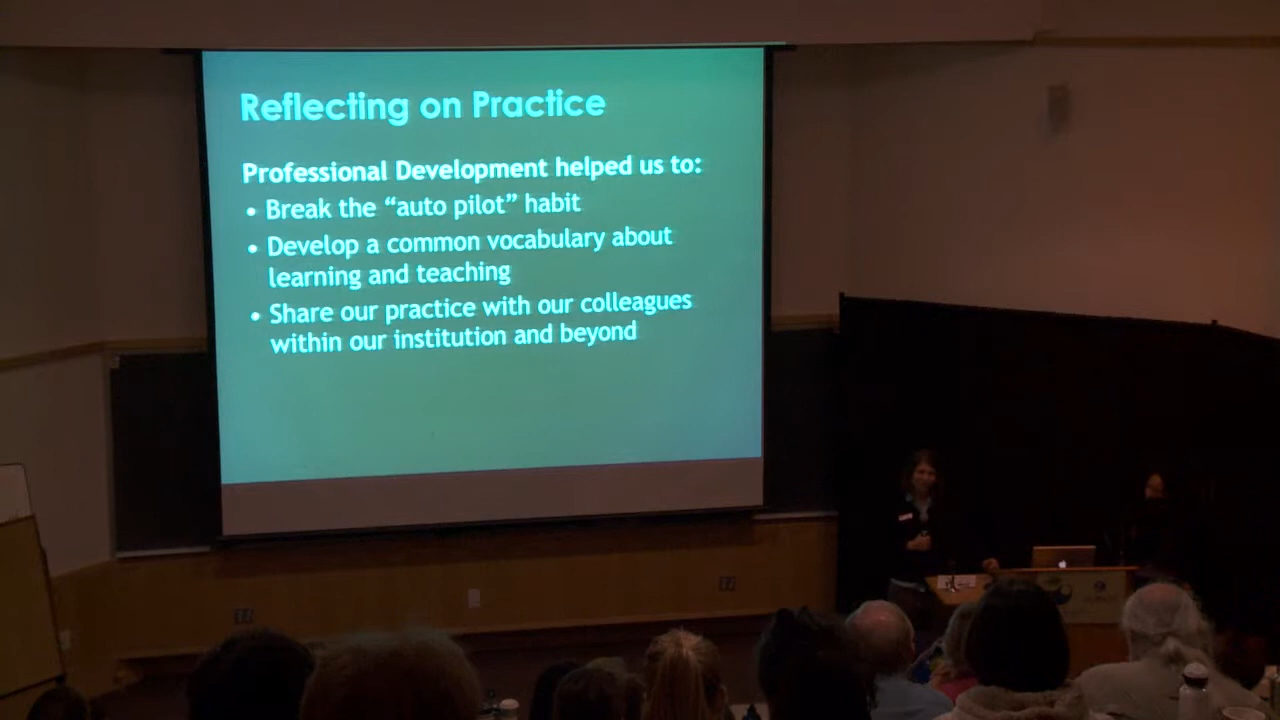 Reflecting on Practice
Professional Development helped us to:
• Break the “auto pilot” habit
• Develop a common vocabulary about
learning and teaching
• Share our practice with our colleagues
within our institution and beyond